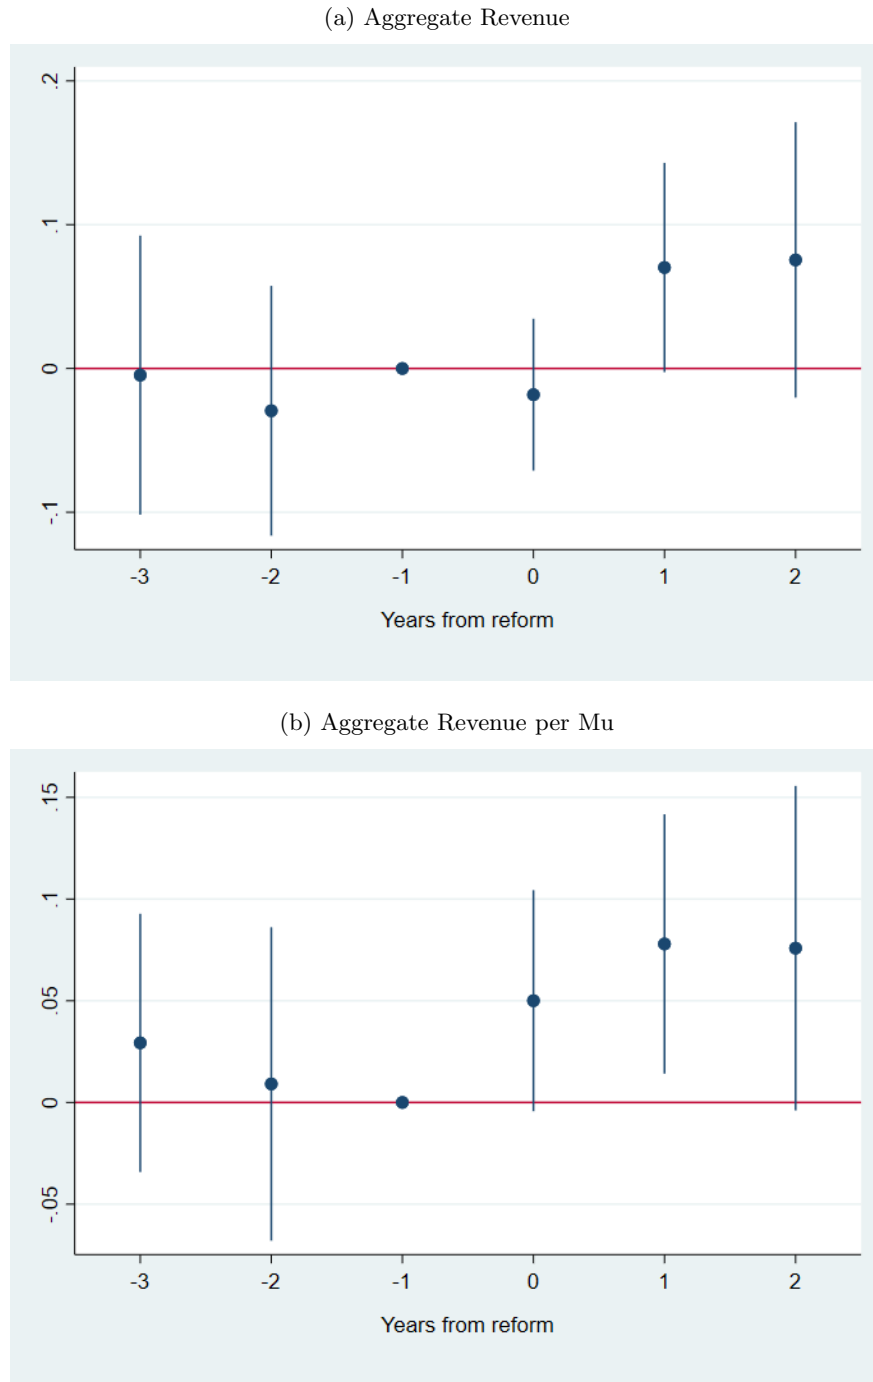 (a) Aggregate Revenue
.2
.1
0
-.1
-3 -2 -1 0 1 2
Years from reform
(b) Aggregate Revenue per Mu
.15
.1
.05
0
-.05
-3 -2 -1 0 1 2
Years from reform